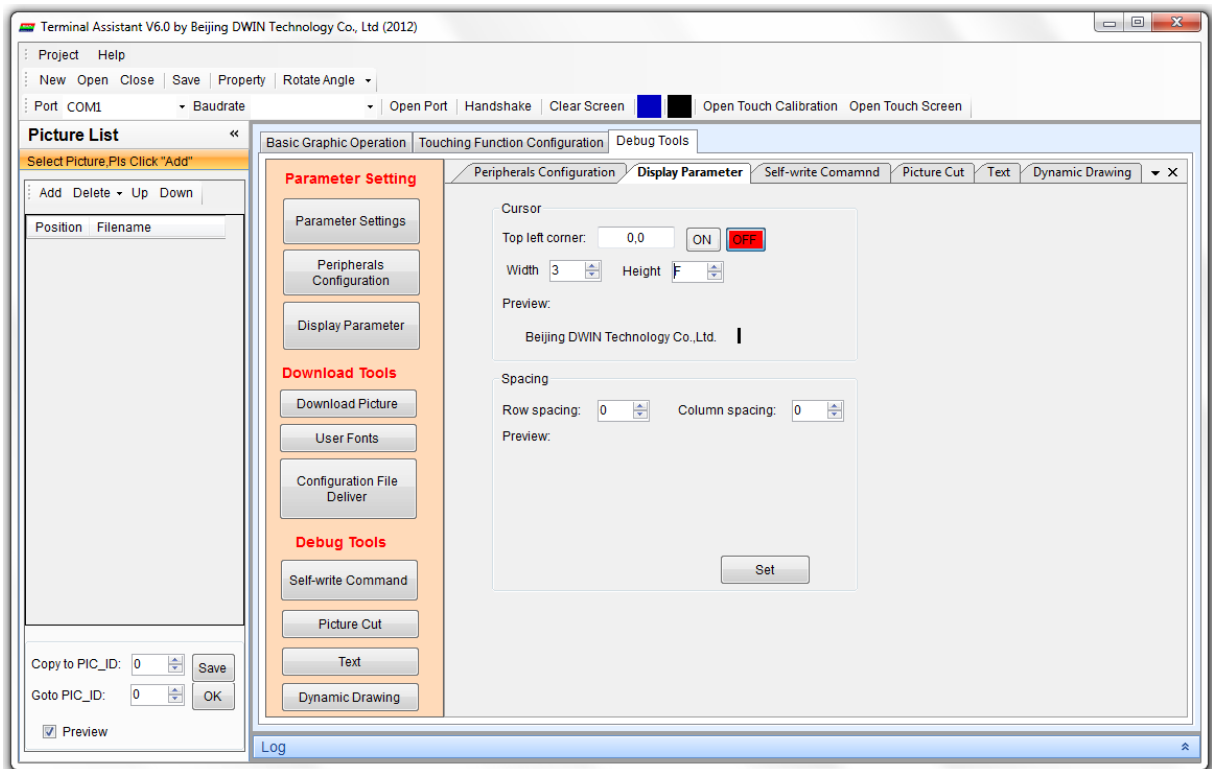 Terminal Assistant V6.0 by Beijing DWIN Technology Co., Ltd (2012)
Project Help
New Open Close Save Property Rotate Angle
Port COM1 Baudrate Open Port Handshake Clear Screen Open Touch Calibration Open Touch Screen
Picture List «
Select Picture,Pls Click "Add"
Add Delete Up Down
Position Filename
Copy to PIC_ID: 0 Save
Goto PIC_ID: 0 OK
Preview
Basic Graphic Operation Touching Function Configuration Debug Tools
Parameter Setting
Parameter Settings
Peripherals
Configuration
Display Parameter
Download Tools
Download Picture
User Fonts
Configuration File
Deliver
Debug Tools
Self-write Command
Picture Cut
Text
Dynamic Drawing
Peripherals Configuration Display Parameter Self-write Comamnd Picture Cut Text Dynamic Drawing
Cursor
Top left corner: 0,0 ON OFF
Width 3 Height F
Preview:
Beijing DWIN Technology Co.,Ltd.
Spacing
Row spacing: 0 Column spacing: 0
Preview:
Set
Log